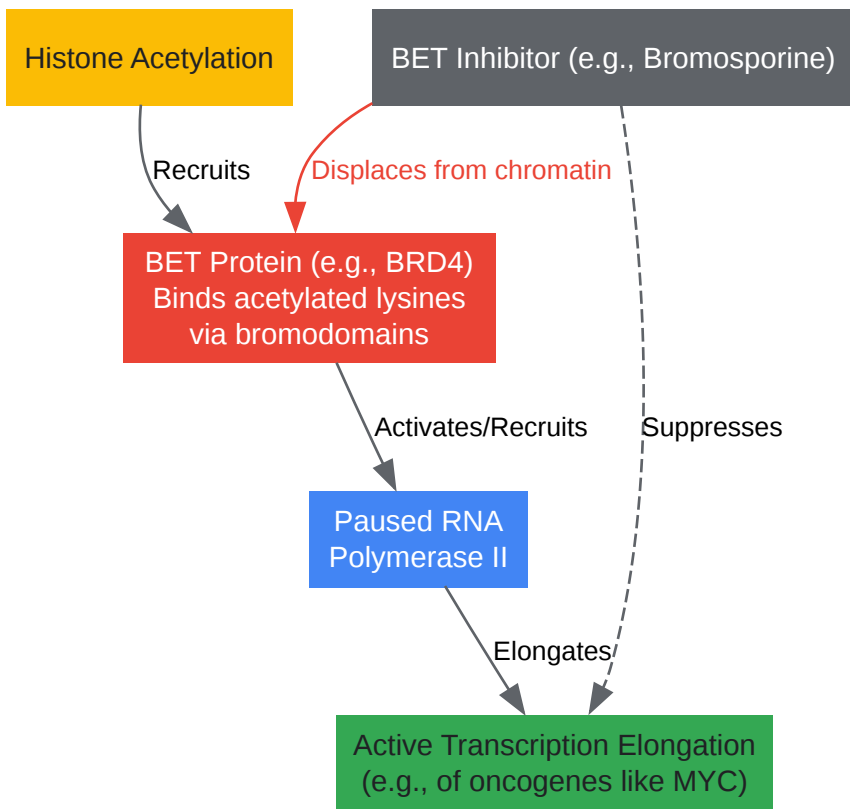 Histone Acetylation
BET Inhibitor (e.g., Bromosporine)
Recruits
Displaces from chromatin
BET Protein (e.g., BRD4)
Binds acetylated lysines
via bromodomains
Activates/Recruits
Suppresses
Paused RNA
Polymerase II
Elongates
Active Transcription Elongation
(e.g., of oncogenes like MYC)